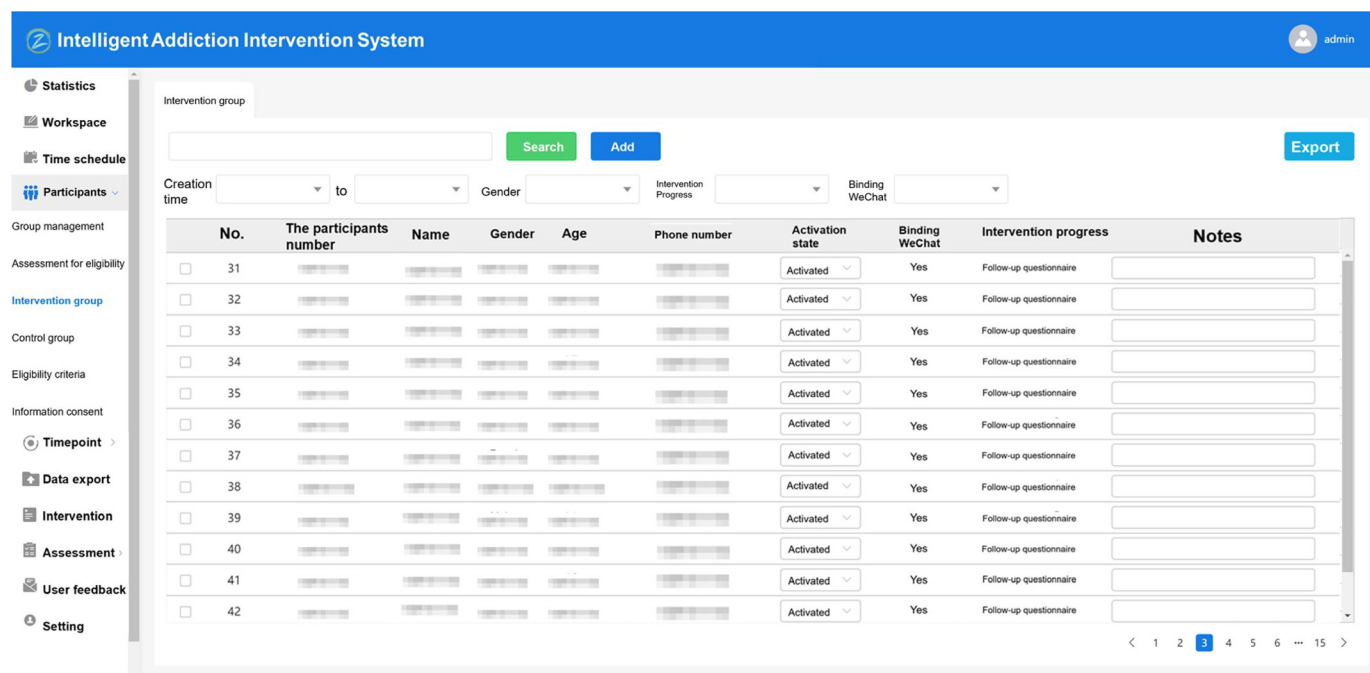 Intelligent Addiction Intervention System
admin
Statistics
Workspace
Time schedule
Participants
Group management
Assessment for eligibility
Intervention group
Control group
Eligibility criteria
Information consent
Timepoint
Data export
Intervention
Assessment
User feedback
Setting
Intervention group
Search Add Export
Creation time to Gender Intervention Progress Binding WeChat
No. The participants number Name Gender Age Phone number Activation state Binding WeChat Intervention progress Notes
31 Activated Yes Follow-up questionnaire
32 Activated Yes Follow-up questionnaire
33 Activated Yes Follow-up questionnaire
34 Activated Yes Follow-up questionnaire
35 Activated Yes Follow-up questionnaire
36 Activated Yes Follow-up questionnaire
37 Activated Yes Follow-up questionnaire
38 Activated Yes Follow-up questionnaire
39 Activated Yes Follow-up questionnaire
40 Activated Yes Follow-up questionnaire
41 Activated Yes Follow-up questionnaire
42 Activated Yes Follow-up questionnaire
< 1 2 3 4 5 6 ··· 15 >